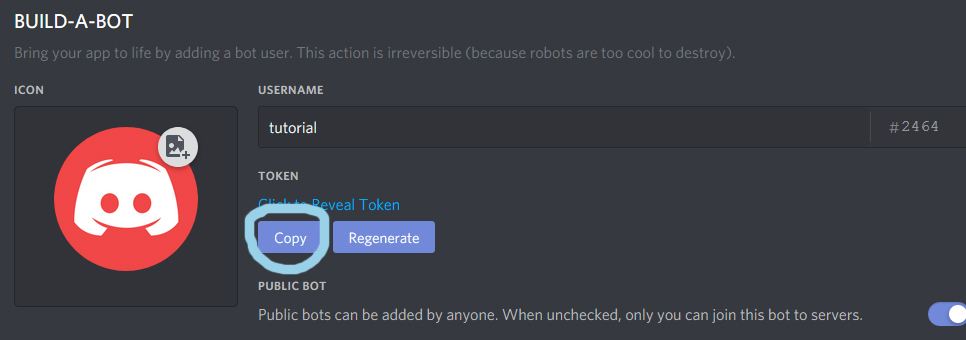 BUILD-A-BOT
Bring your app to life by adding a bot user. This action is irreversible (because robots are too cool to destroy).
ICON
USERNAME
tutorial
#2464
TOKEN
Click to Reveal Token
Copy
Regenerate
PUBLIC BOT
Public bots can be added by anyone. When unchecked, only you can join this bot to servers.